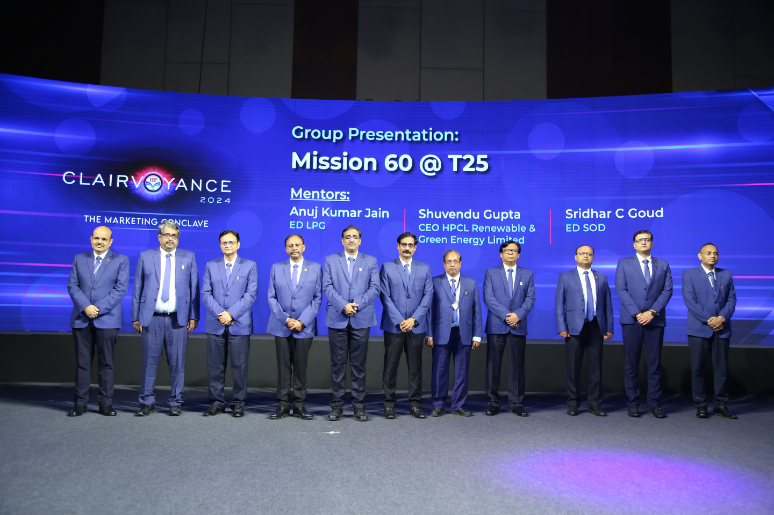 Group Presentation:
Mission 60 @ T25
CLAIRVOYANCE
2024
THE MARKETING CONCLAVE
Mentors:
Anuj Kumar Jain
ED LPG
Shuvendu Gupta
CEO HPCL Renewable &
Green Energy Limited
Sridhar C Goud
ED SOD